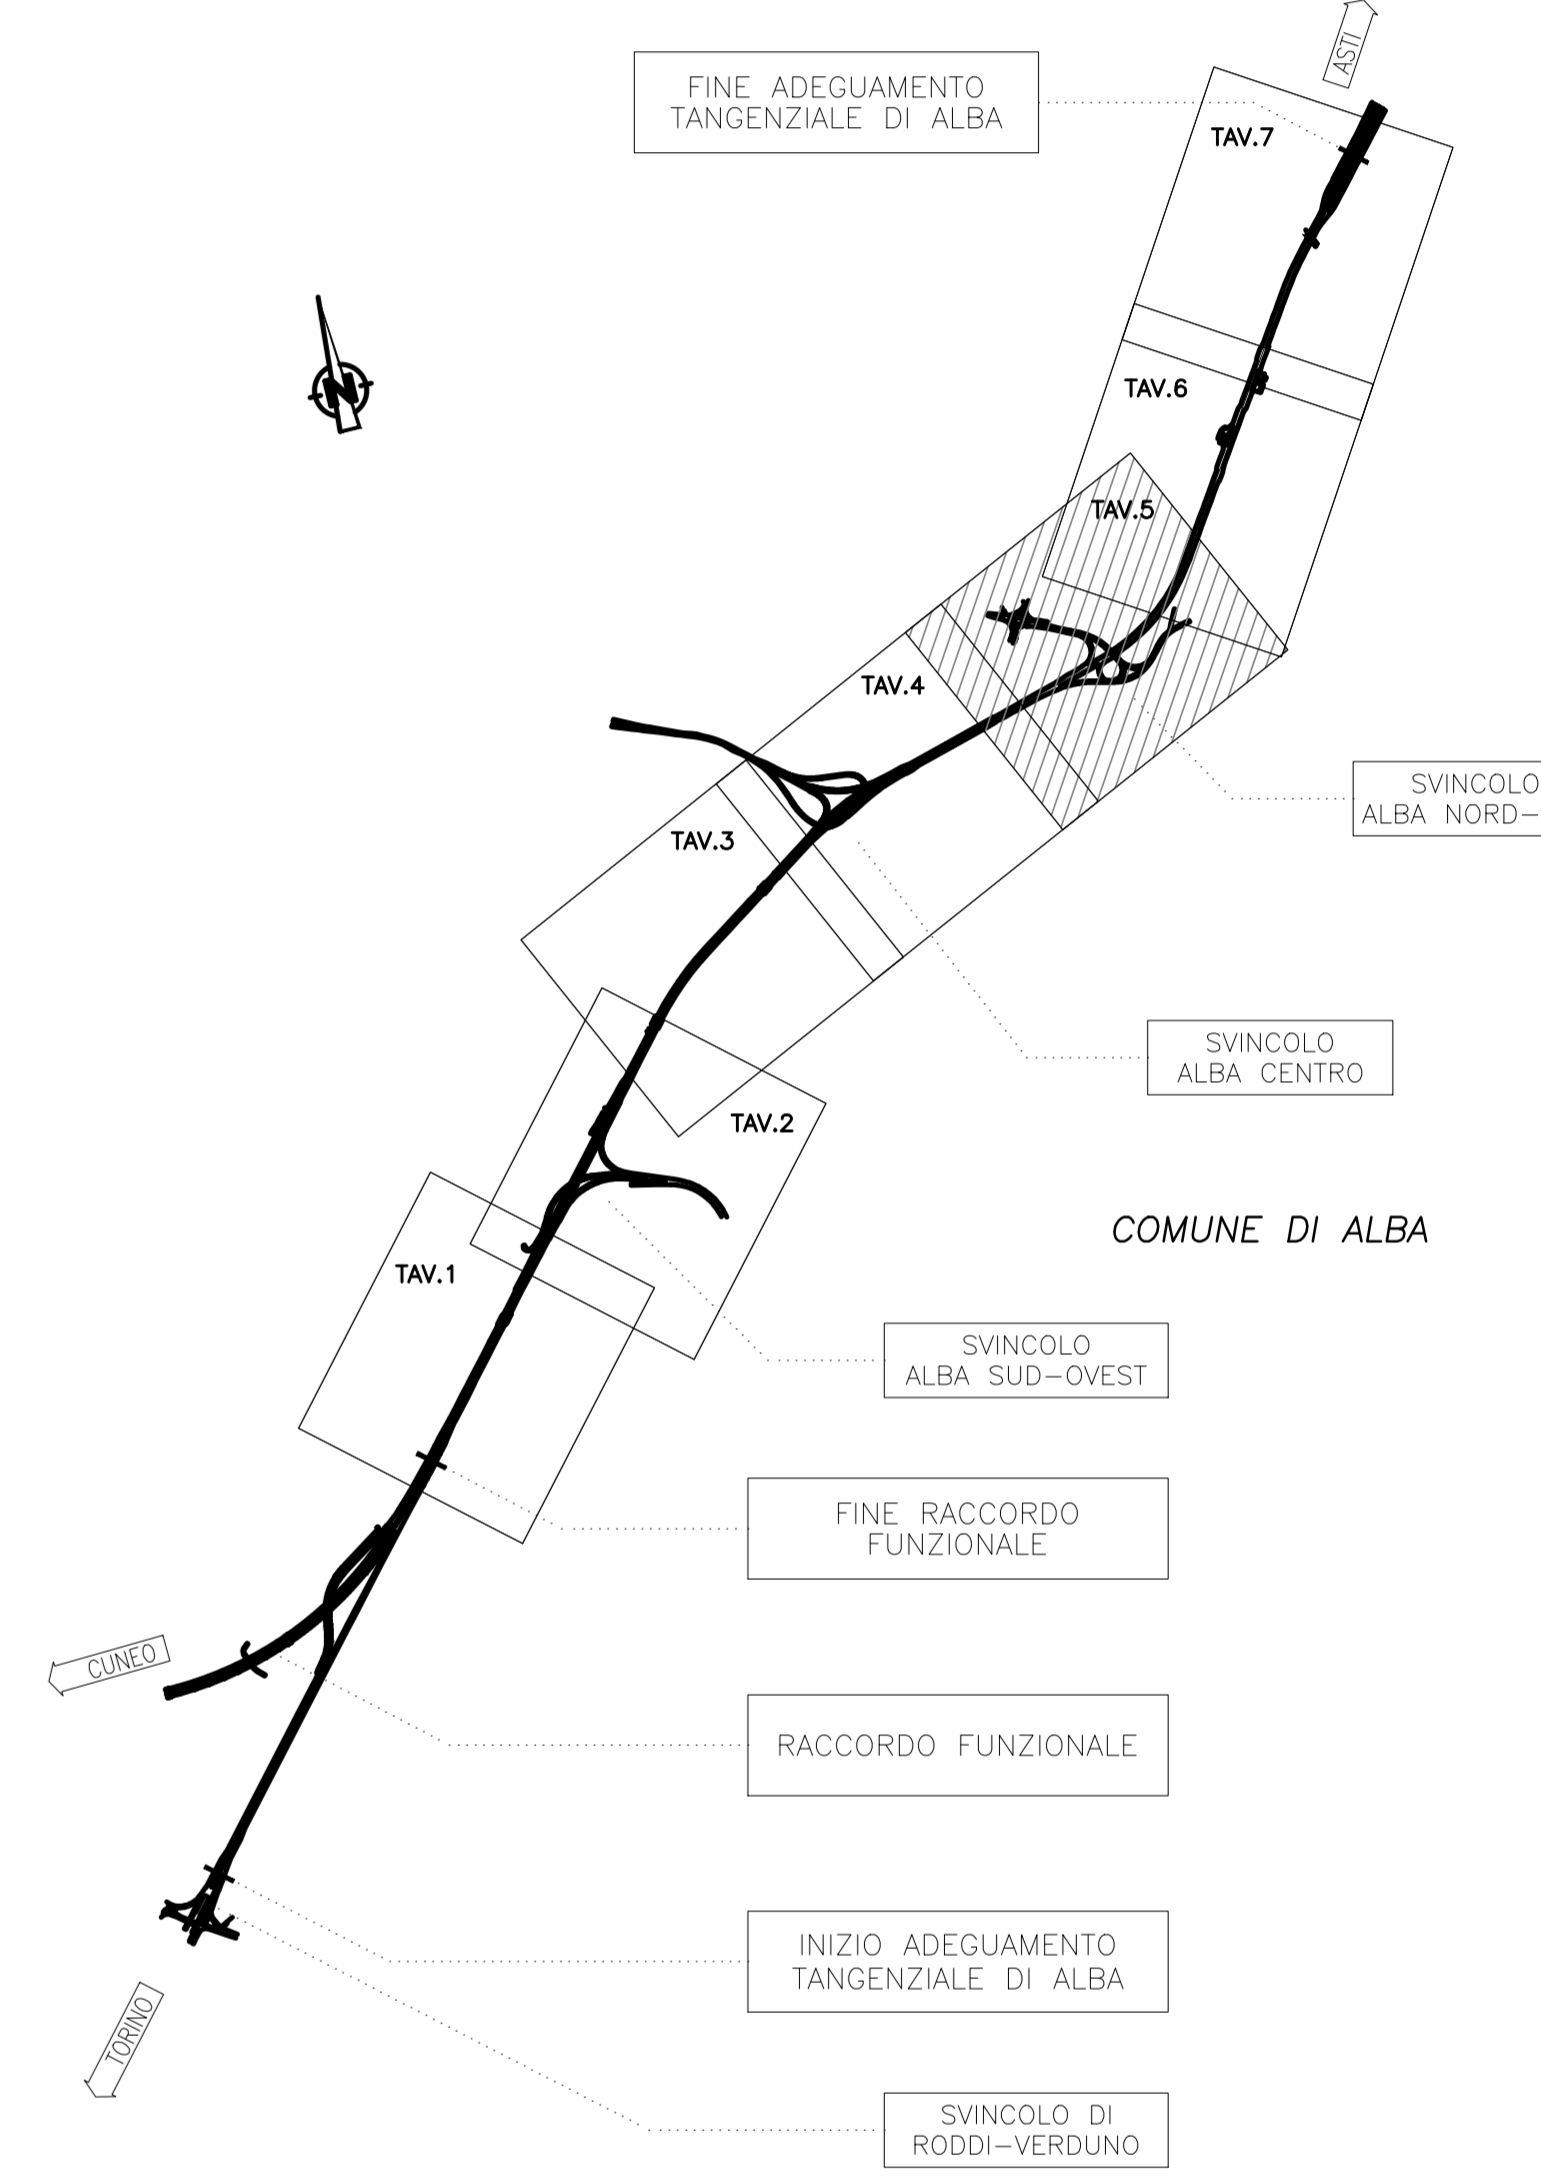 ASTI
FINE ADEGUAMENTO
TANGENZIALE DI ALBA
TAV.7
N
TAV.6
TAV.5
TAV.4
SVINCOLO
ALBA NORD-
TAV.3
SVINCOLO
ALBA CENTRO
TAV.2
COMUNE DI ALBA
TAV.1
SVINCOLO
ALBA SUD-OVEST
FINE RACCORDO
FUNZIONALE
CUNEO
RACCORDO FUNZIONALE
INIZIO ADEGUAMENTO
TANGENZIALE DI ALBA
TORINO
SVINCOLO DI
RODDI-VERDUNO